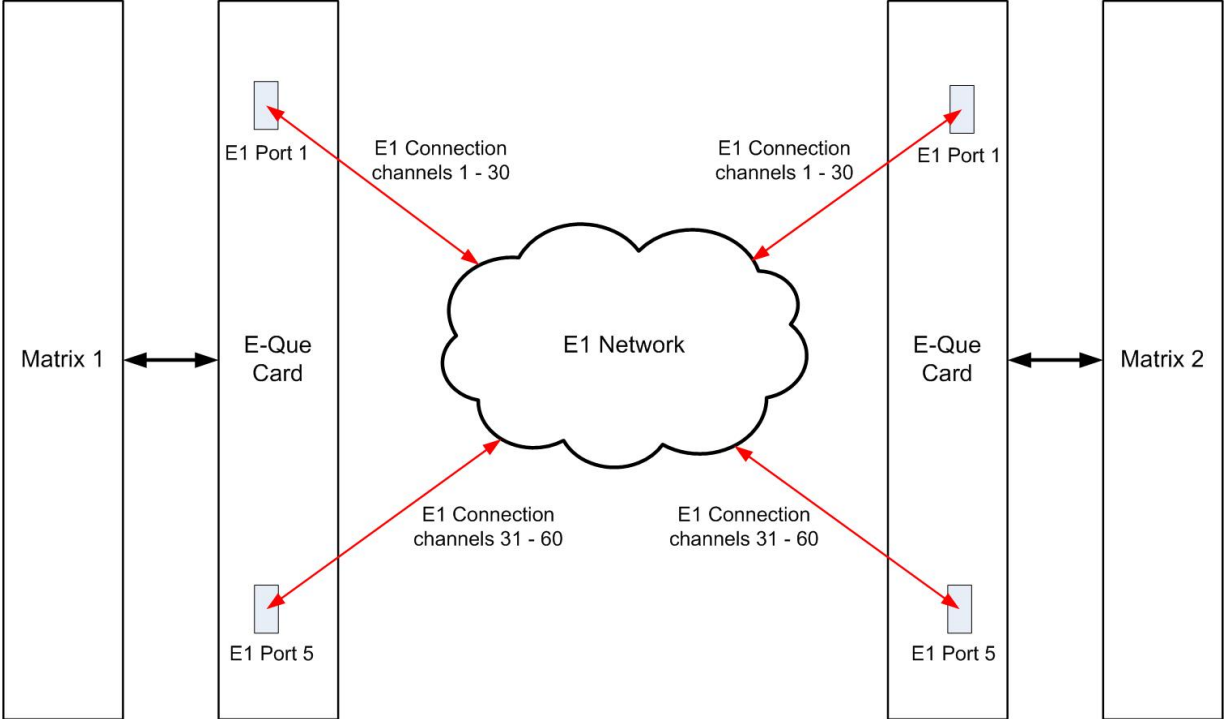 E1 Port 1
E1 Connection
channels 1 - 30
E1 Connection
channels 1 - 30
E1 Port 1
Matrix 1
E-Que
Card
E1 Network
E-Que
Card
Matrix 2
E1 Connection
channels 31 - 60
E1 Connection
channels 31 - 60
E1 Port 5
E1 Port 5